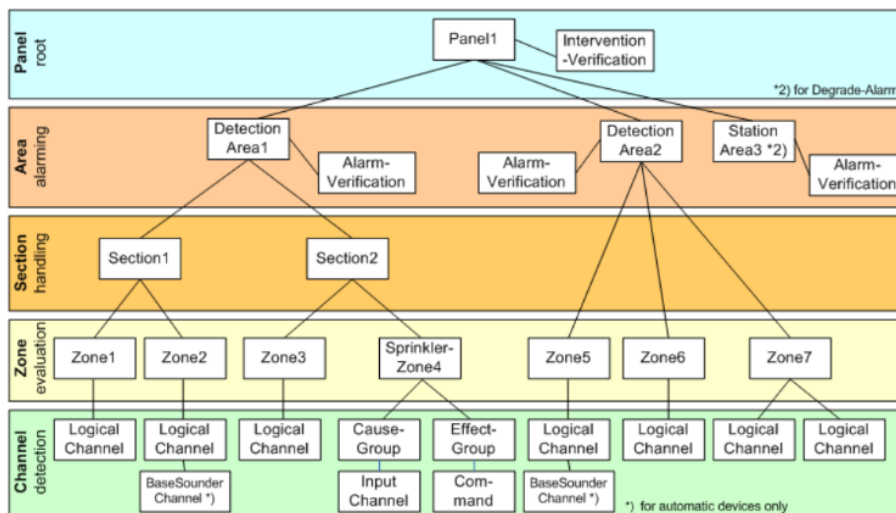 Panel
root
Panel1
Intervention
-Verification
*2) for Degrade-Alarm
Area
alarming
Detection
Area1
Alarm-
Verification
Alarm-
Verification
Detection
Area2
Station
Area3 *2)
Alarm-
Verification
Section
handling
Section1
Section2
Zone
evaluation
Zone1
Zone2
Zone3
Sprinkler-
Zone4
Zone5
Zone6
Zone7
Channel
detection
Logical
Channel
Logical
Channel
Logical
Channel
Cause-
Group
Effect-
Group
Logical
Channel
Logical
Channel
Logical
Channel
Logical
Channel
BaseSounder
Channel *)
Input
Channel
Com-
mand
BaseSounder
Channel *)
*) for automatic devices only